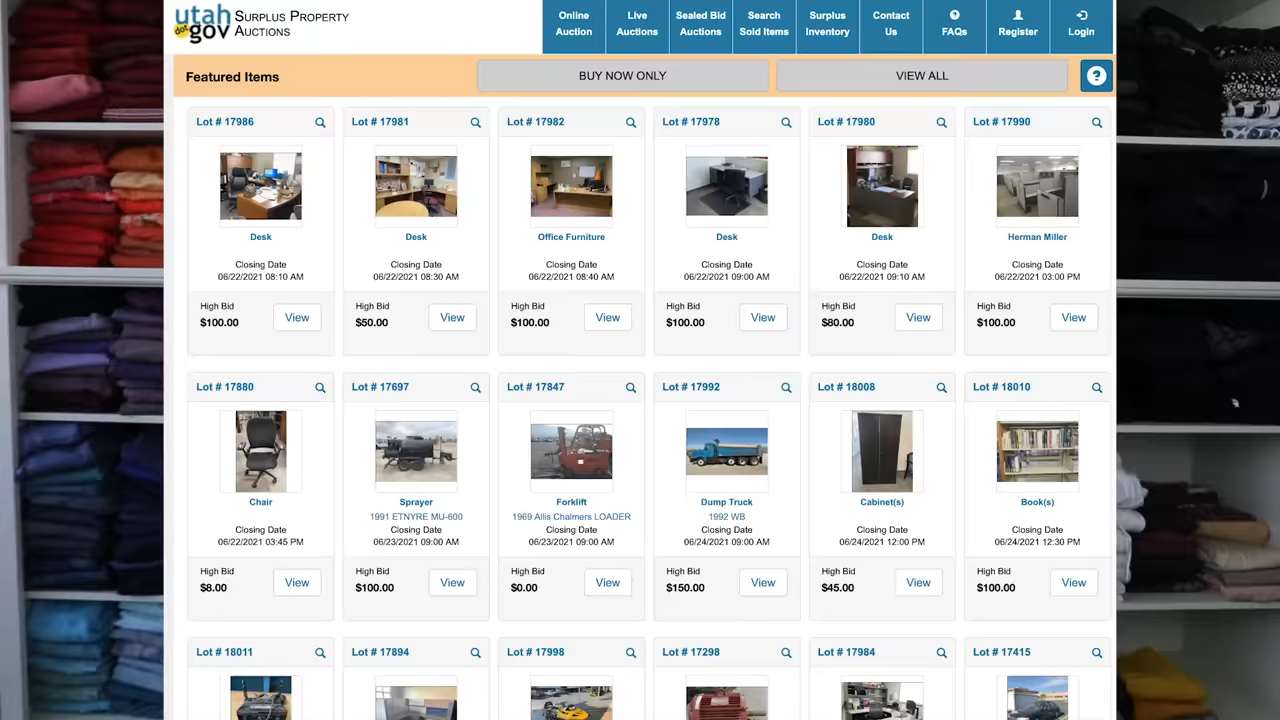 utah
dot
gov
SURPLUS PROPERTY
AUCTIONS
Online
Auction
Live
Auctions
Sealed Bid
Auctions
Search
Sold Items
Surplus
Inventory
Contact
Us
FAQs
Register
Login
Featured Items
BUY NOW ONLY
VIEW ALL
?
Lot # 17986
Lot # 17981
Lot # 17982
Lot # 17978
Lot # 17980
Lot # 17990
Desk
Desk
Office Furniture
Desk
Desk
Herman Miller
Closing Date
Closing Date
Closing Date
Closing Date
Closing Date
Closing Date
06/22/2021 08:10 AM
06/22/2021 08:30 AM
06/22/2021 08:40 AM
06/22/2021 09:00 AM
06/22/2021 09:10 AM
06/22/2021 03:00 PM
High Bid
$100.00
View
High Bid
$50.00
View
High Bid
$100.00
View
High Bid
$100.00
View
High Bid
$80.00
View
High Bid
$100.00
View
Lot # 17880
Lot # 17697
Lot # 17847
Lot # 17992
Lot # 18008
Lot # 18010
Chair
Sprayer
Forklift
Dump Truck
Cabinet(s)
Book(s)
1991 ETNYRE MU-600
1969 Allis Chalmers LOADER
1992 WB
Closing Date
Closing Date
Closing Date
Closing Date
Closing Date
Closing Date
06/22/2021 03:45 PM
06/23/2021 09:00 AM
06/23/2021 09:00 AM
06/24/2021 09:00 AM
06/24/2021 12:00 PM
06/24/2021 12:30 PM
High Bid
$8.00
View
High Bid
$100.00
View
High Bid
$0.00
View
High Bid
$150.00
View
High Bid
$45.00
View
High Bid
$100.00
View
Lot # 18011
Lot # 17894
Lot # 17998
Lot # 17298
Lot # 17984
Lot # 17415